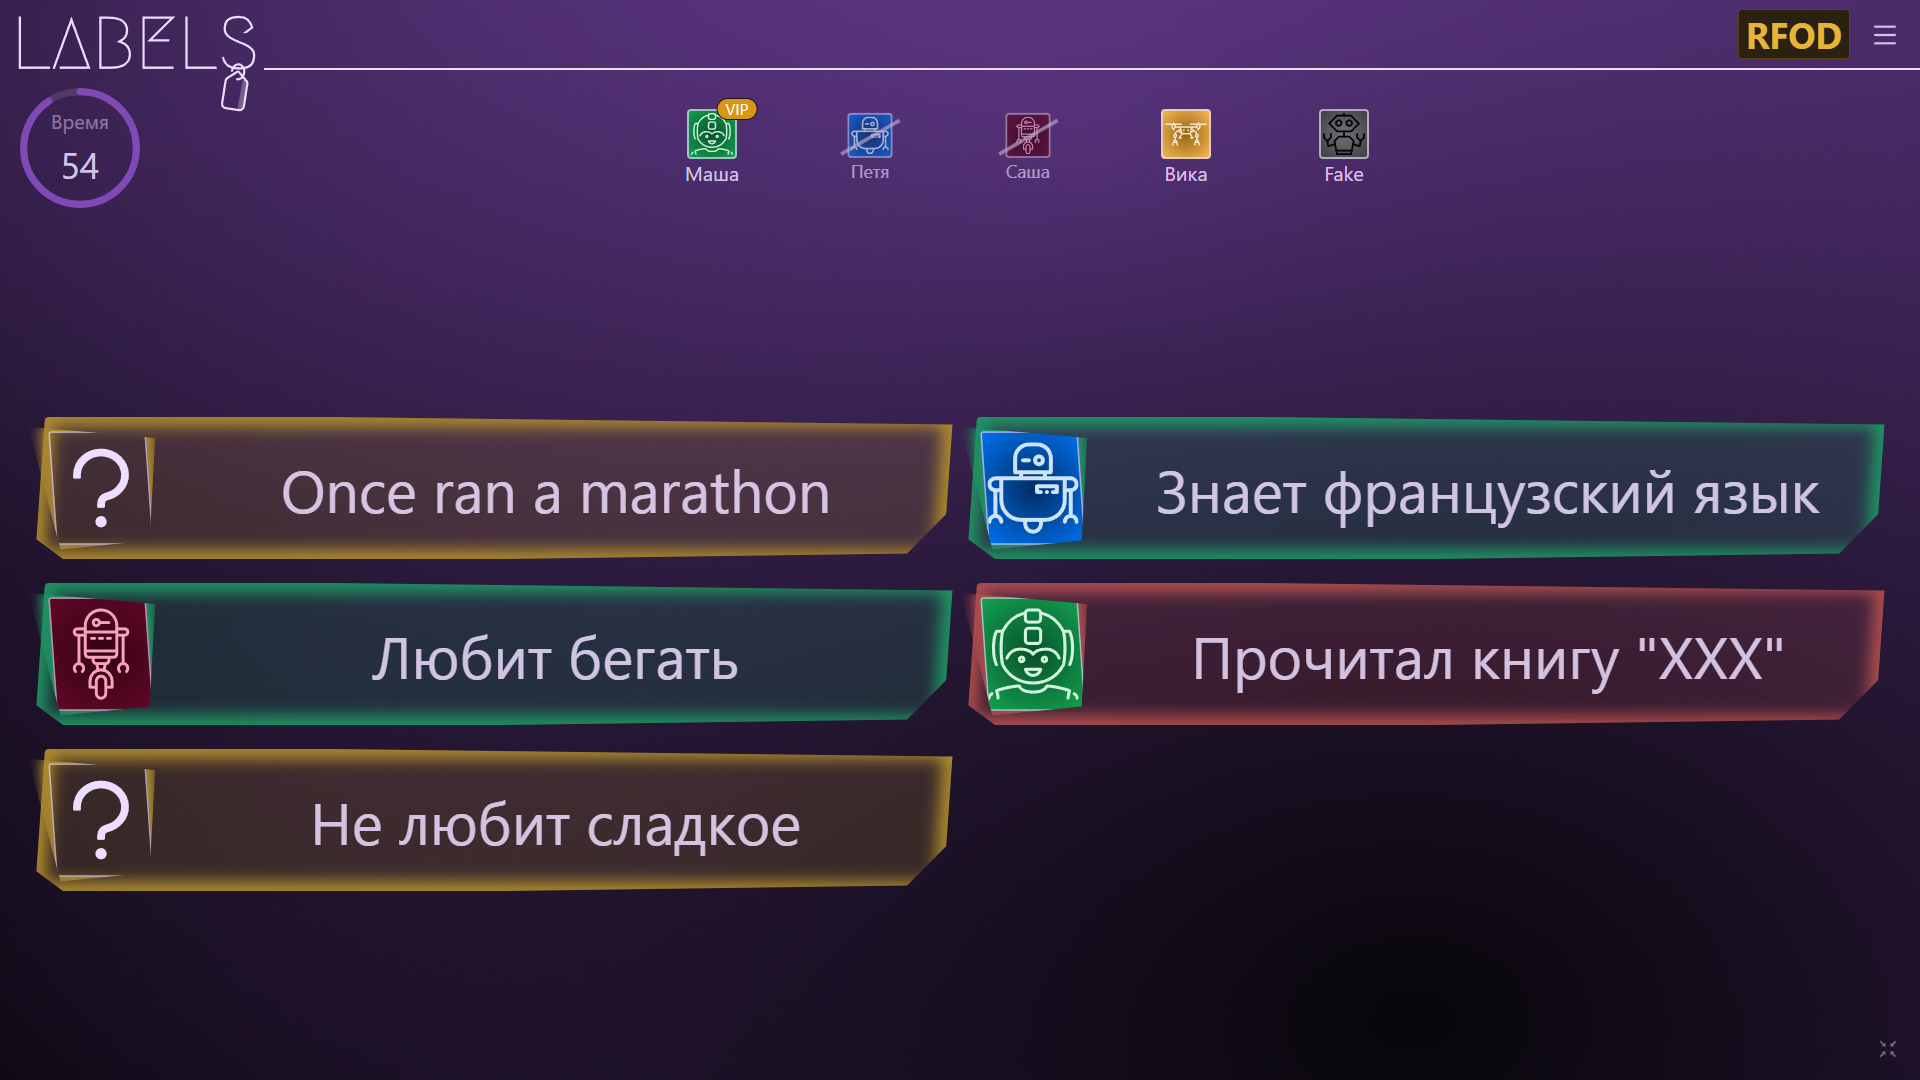 LABELS
RFOD
Время
54
VIP
Маша
Петя
Саша
Вика
Fake
Once ran a marathon
Знает французский язык
Любит бегать
Прочитал книгу "XXX"
Не любит сладкое